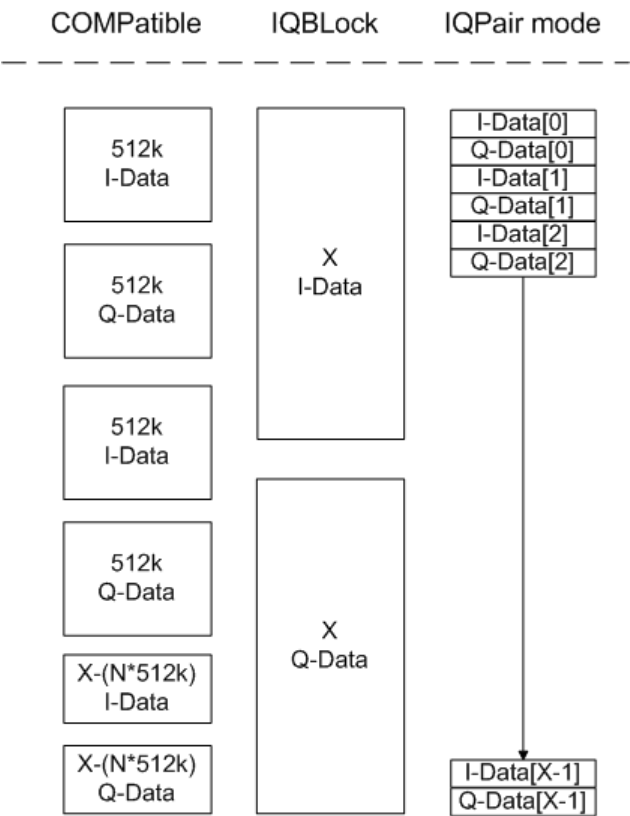 COMPatible IQBLock IQPair mode
512k
I-Data
512k
Q-Data
512k
I-Data
512k
Q-Data
X-(N*512k)
I-Data
X-(N*512k)
Q-Data
X
I-Data
X
Q-Data
I-Data[0]
Q-Data[0]
I-Data[1]
Q-Data[1]
I-Data[2]
Q-Data[2]
I-Data[X-1]
Q-Data[X-1]